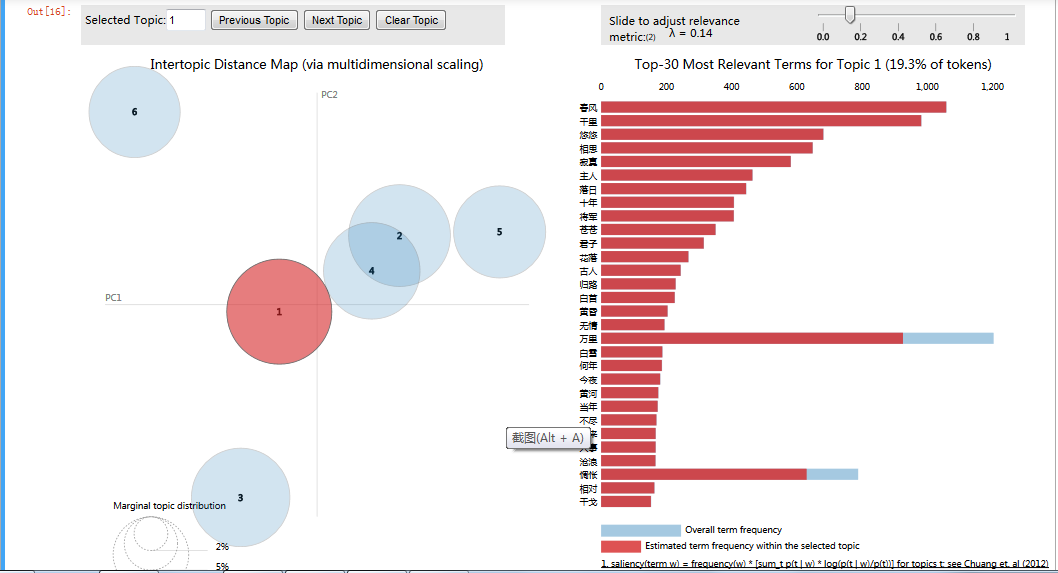 Out[16]:
Selected Topic: 1 Previous Topic Next Topic Clear Topic
Slide to adjust relevance metric:(2)
λ = 0.14
0.0 0.2 0.4 0.6 0.8 1
Intertopic Distance Map (via multidimensional scaling)
PC2
PC1
6
2
5
4
1
3
Marginal topic distribution
2%
5%
Top-30 Most Relevant Terms for Topic 1 (19.3% of tokens)
0 200 400 600 800 1,000 1,200
春风
千里
悠悠
相思
寂寞
主人
落日
十年
将军
苍苍
君子
花落
古人
归路
白首
黄昏
无情
万里
白雪
何年
今夜
黄河
当年
不尽
沧浪
惆怅
相对
干戈
截图(Alt + A)
Overall term frequency
Estimated term frequency within the selected topic
1. saliency(term w) = frequency(w) * [sum_t p(t | w) * log(p(t | w)/p(t))] for topics t; see Chuang et. al (2012)